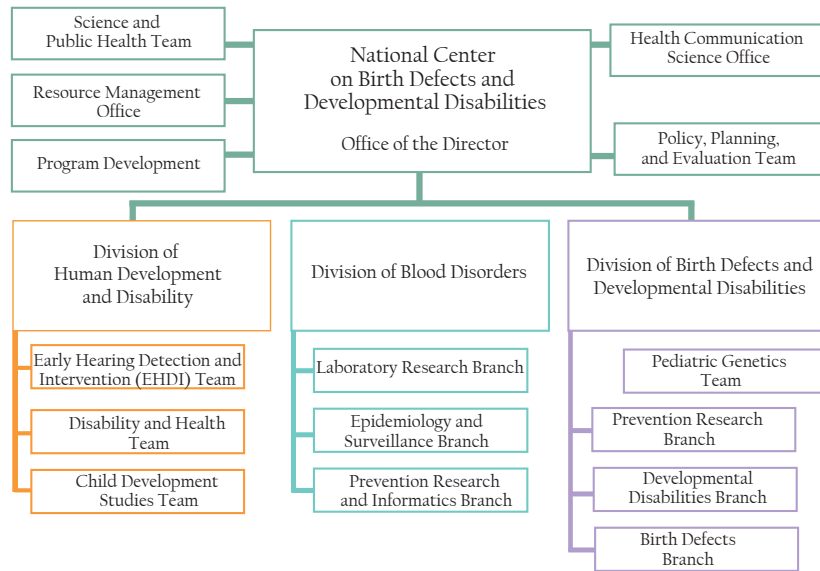 Science and
Public Health Team
Resource Management
Office
Program Development
National Center
on Birth Defects and
Developmental Disabilities
Office of the Director
Health Communication
Science Office
Policy, Planning,
and Evaluation Team
Division of
Human Development
and Disability
Early Hearing Detection and
Intervention (EHDI) Team
Disability and Health
Team
Child Development
Studies Team
Division of Blood Disorders
Laboratory Research Branch
Epidemiology and
Surveillance Branch
Prevention Research
and Informatics Branch
Division of Birth Defects and
Developmental Disabilities
Pediatric Genetics
Team
Prevention Research
Branch
Developmental
Disabilities Branch
Birth Defects
Branch